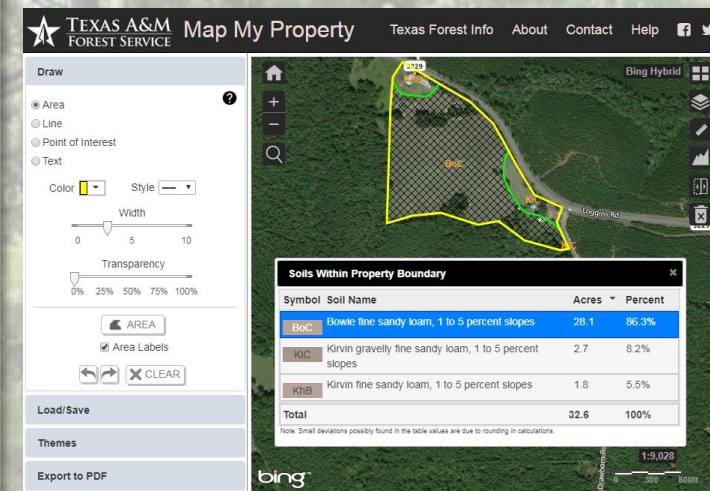 TEXAS A&M
FOREST SERVICE
Map My Property
Texas Forest Info About Contact Help
Draw
Area
Line
Point of Interest
Text
Color Style
Width
0 5 10
Transparency
0% 25% 50% 75% 100%
AREA
Area Labels
CLEAR
Load/Save
Themes
Export to PDF
Bing Hybrid
3229
BoC
KIC
Loggins Rd
Soils Within Property Boundary
Symbol Soil Name Acres Percent
BoC Bowie fine sandy loam, 1 to 5 percent slopes 28.1 86.3%
KIC Kirvin gravelly fine sandy loam, 1 to 5 percent slopes 2.7 8.2%
KhB Kirvin fine sandy loam, 1 to 5 percent slopes 1.8 5.5%
Total 32.6 100%
Note: Small deviations possibly found in the table values are due to rounding in calculations.
1:9,028
0 300 600ft
bing